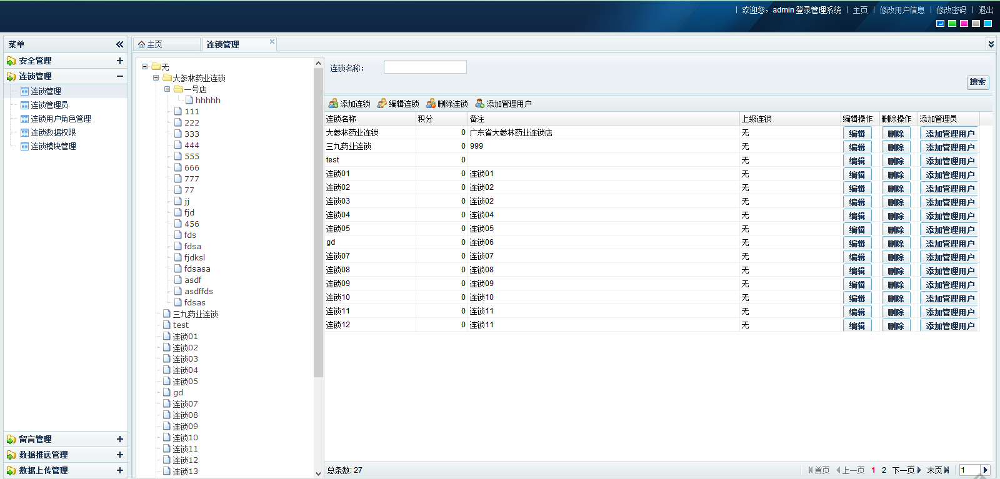 欢迎您，admin 登录管理系统 | 主页 | 修改用户信息 | 修改密码 | 退出
菜单
安全管理
连锁管理
连锁管理
连锁管理员
连锁用户角色管理
连锁数据权限
连锁模块管理
留言管理
数据推送管理
数据上传管理
主页 连锁管理
无
大参林药业连锁
一号店
hhhhh
111
222
333
444
555
666
777
77
jj
fjd
456
fds
fdsa
fjdksl
fdsasa
asdf
asdffds
fdsas
三九药业连锁
test
连锁01
连锁02
连锁03
连锁04
连锁05
gd
连锁07
连锁08
连锁09
连锁10
连锁11
连锁12
连锁13
连锁名称：
搜索
添加连锁 编辑连锁 删除连锁 添加管理用户
连锁名称 积分 备注 上级连锁 编辑操作 删除操作 添加管理员
大参林药业连锁 0 广东省大参林药业连锁店 无 编辑 删除 添加管理用户
三九药业连锁 0 999 无 编辑 删除 添加管理用户
test 0 无 编辑 删除 添加管理用户
连锁01 0 连锁01 无 编辑 删除 添加管理用户
连锁02 0 连锁02 无 编辑 删除 添加管理用户
连锁03 0 连锁02 无 编辑 删除 添加管理用户
连锁04 0 连锁04 无 编辑 删除 添加管理用户
连锁05 0 连锁05 无 编辑 删除 添加管理用户
gd 0 连锁06 无 编辑 删除 添加管理用户
连锁07 0 连锁07 无 编辑 删除 添加管理用户
连锁08 0 连锁08 无 编辑 删除 添加管理用户
连锁09 0 连锁09 无 编辑 删除 添加管理用户
连锁10 0 连锁10 无 编辑 删除 添加管理用户
连锁11 0 连锁11 无 编辑 删除 添加管理用户
连锁12 0 连锁11 无 编辑 删除 添加管理用户
总条数: 27 首页 上一页 1 2 下一页 末页 1